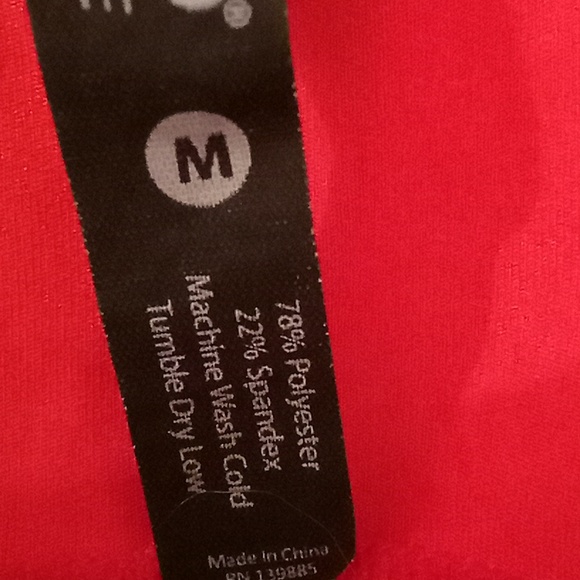 ®
M
78% Polyester
22% Spandex
Machine Wash Cold
Tumble Dry Low
Made In China
RN 139885